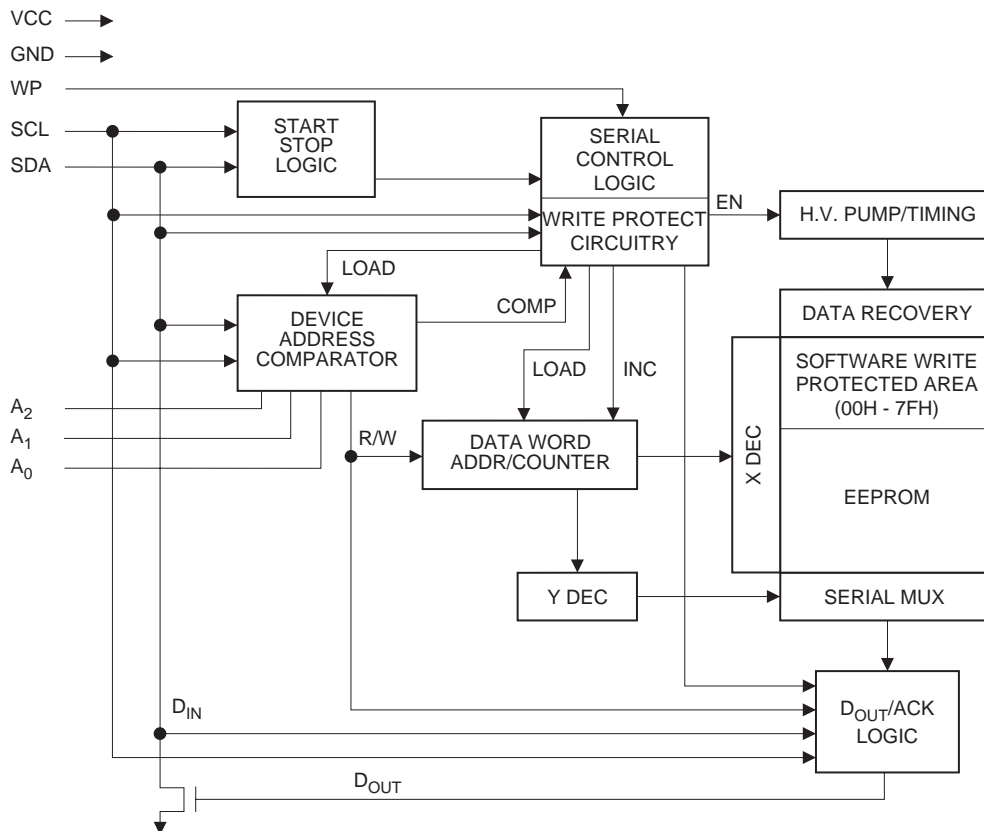 VCC
GND
WP
SCL
SDA
START
STOP
LOGIC
SERIAL
CONTROL
LOGIC
WRITE PROTECT
CIRCUITRY
EN
H.V. PUMP/TIMING
LOAD
COMP
DEVICE
ADDRESS
COMPARATOR
DATA RECOVERY
LOAD
INC
SOFTWARE WRITE
PROTECTED AREA
(00H - 7FH)
A2
A1
A0
R/W
DATA WORD
ADDR/COUNTER
X DEC
EEPROM
Y DEC
SERIAL MUX
DIN
DOUT/ACK
LOGIC
DOUT